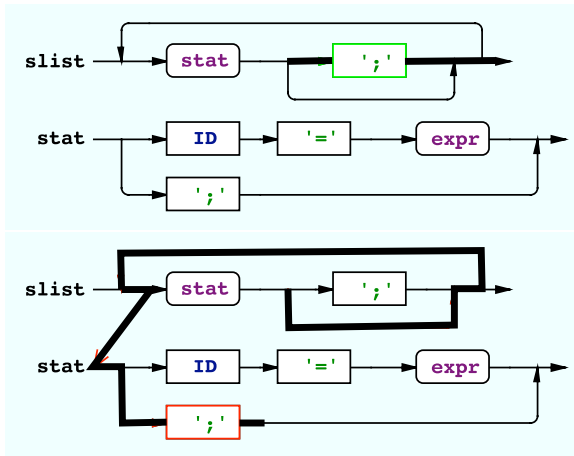 slist stat ';'
stat ID '=' expr
';'
slist stat ';'
stat ID '=' expr
';'